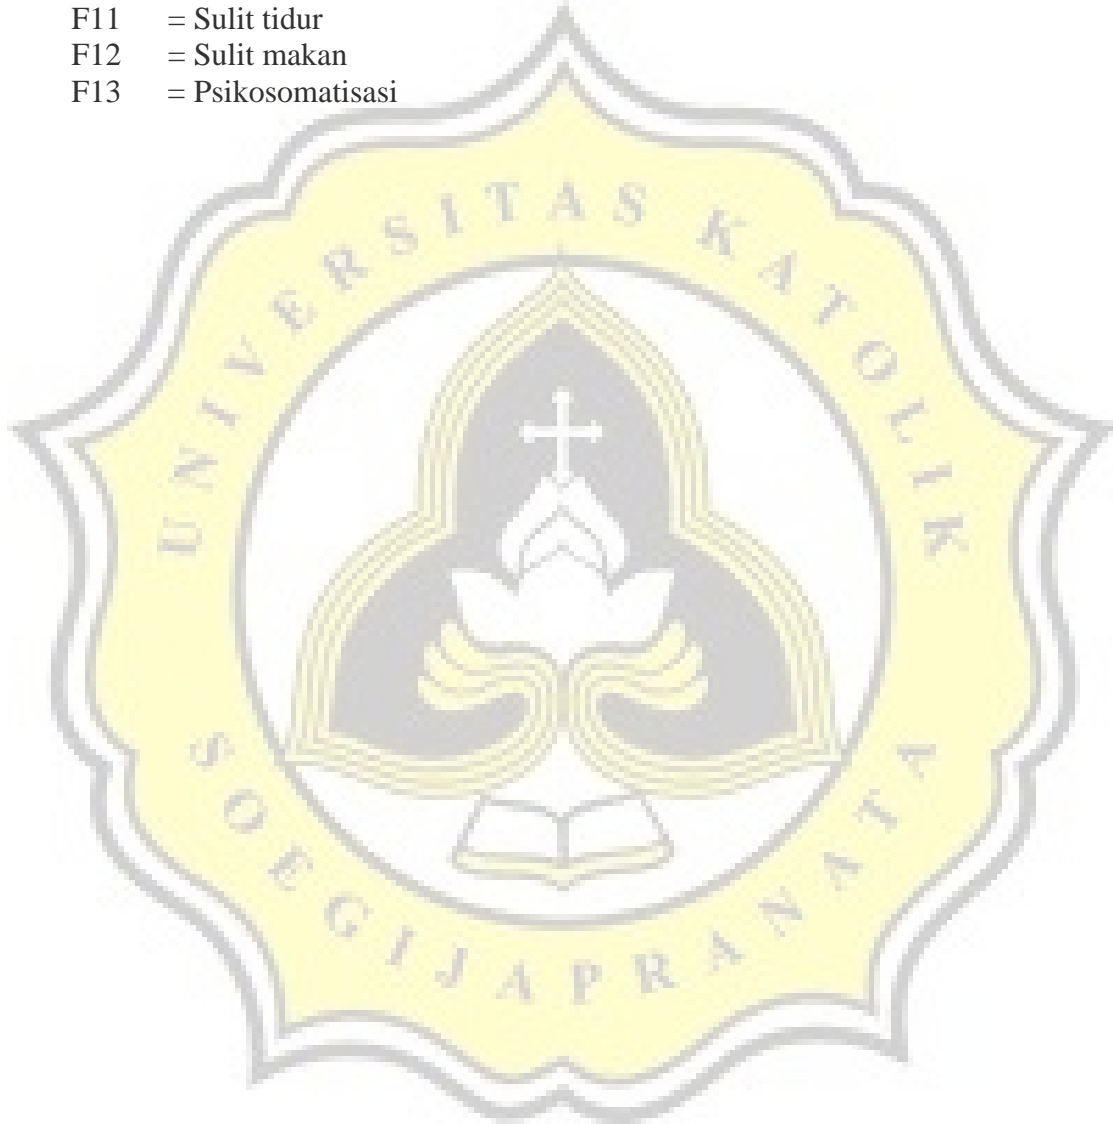 F11 = Sulit tidur
F12 = Sulit makan
F13 = Psikosomatisasi
UNIVERSITAS KATOLIK
SOEGIJAPRANATA